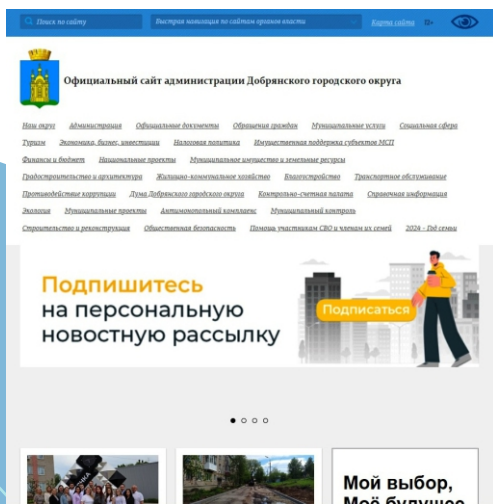 Поиск по сайту Быстрая навигация по сайтам органов власти Карта сайта
Официальный сайт администрации Добрянского городского округа
Наш округ Администрация Официальные документы Обращения граждан Муниципальные услуги Социальная сфера
Туризм Экономика, бизнес, инвестиции Налоговая политика Имущественная поддержка субъектов МСП
Финансы и бюджет Национальные проекты Муниципальное имущество и земельные ресурсы
Градостроительство и архитектура Жилищно-коммунальное хозяйство Благоустройство Транспортное обслуживание
Противодействие коррупции Дума Добрянского городского округа Контрольно-счетная палата Справочная информация
Экология Муниципальные проекты Антимонопольный комплаенс Муниципальный контроль
Строительство и реконструкция Общественная безопасность Помощь участникам СВО и членам их семей 2024 - Год семьи
Подпишитесь
на персональную
новостную рассылку
Подписаться
Мой выбор,
Моё будущее